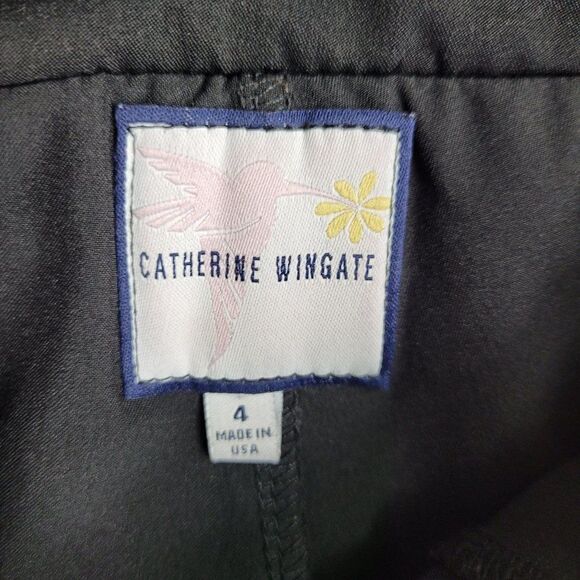 CATHERINE WINGATE
4
MADE IN
USA